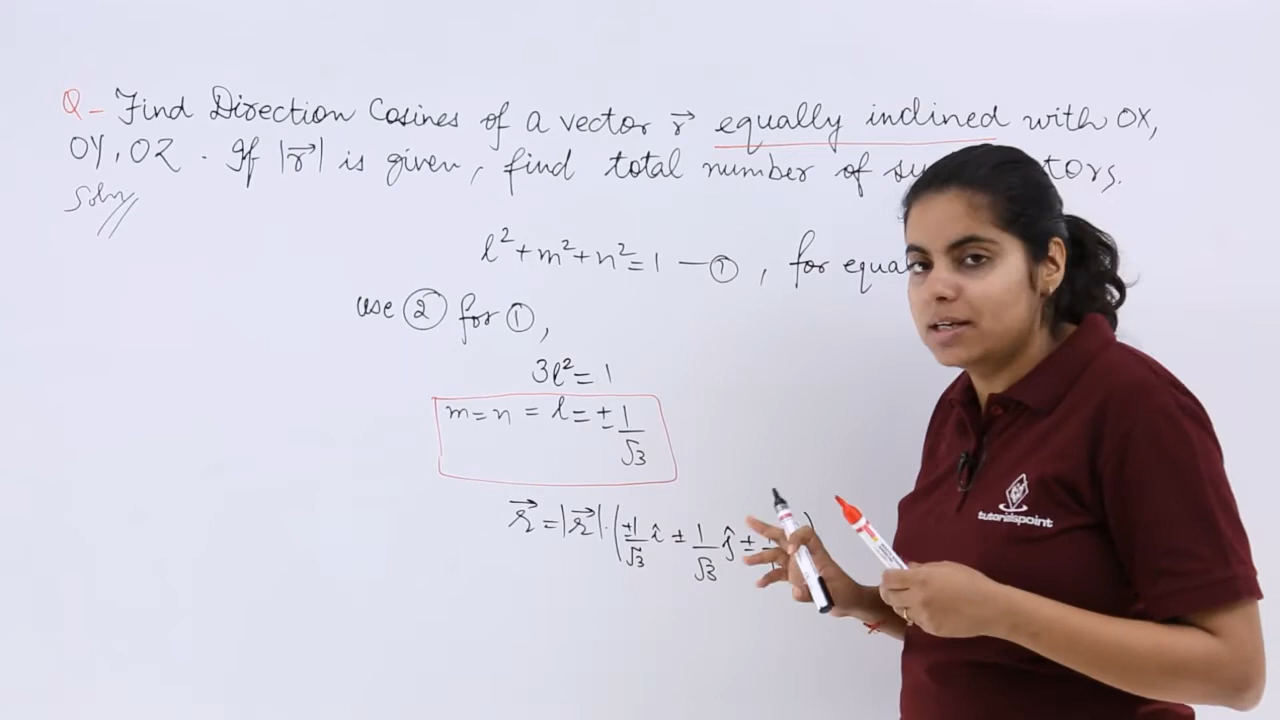 Q- Find Direction Cosines of a vector r⃗ equally inclined with OX,
OY, OZ. If |r⃗| is given, find total number of tors.
Soln
l²+m²+n²=1 — ①, for
use ② for ①,
3l²=1
m=n=l=±1/√3
r⃗=|r⃗|.(±1/√3 î ± 1/√3 ĵ ±
tutorialspoint